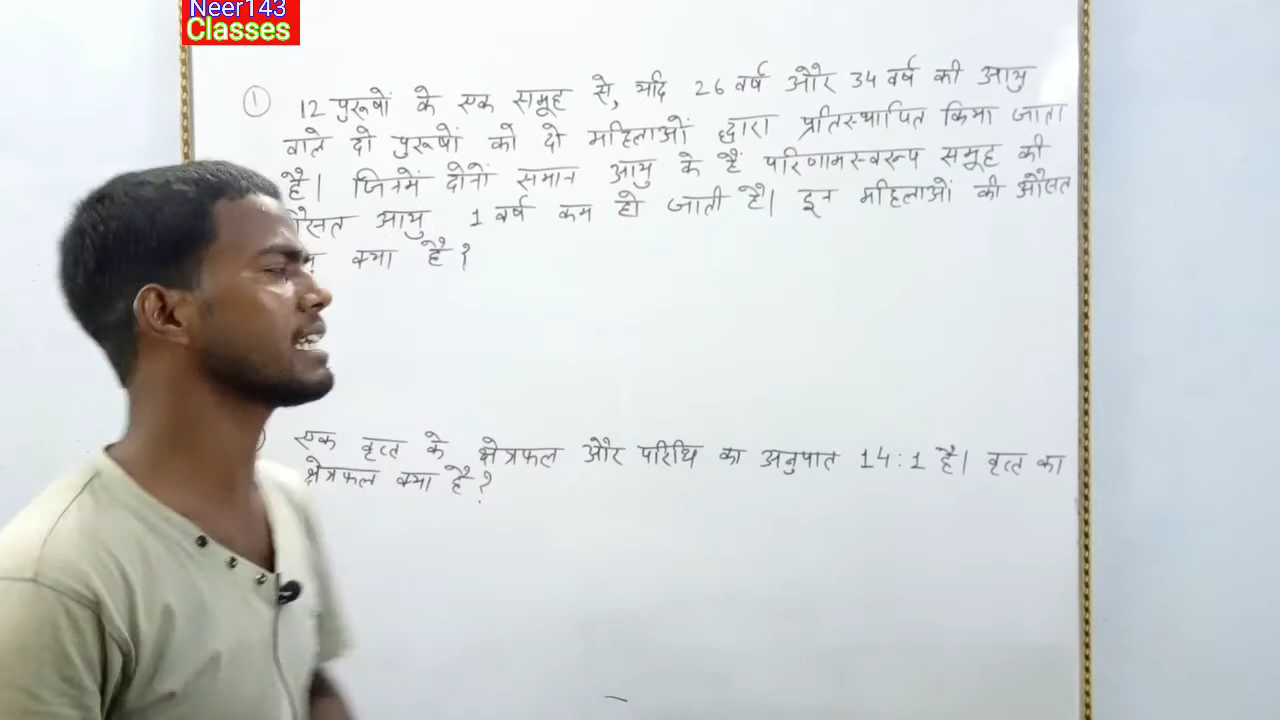 Neer143
Classes
① 12 पुरूषों के एक समूह से, यदि 26 वर्ष और 34 वर्ष की आयु
वाले दो पुरूषों को दो महिलाओं द्वारा प्रतिस्थापित किया जाता
है। जिनमें दोनों समान आयु के हैं परिणामस्वरूप समूह की
आयु 1 वर्ष कम हो जाती है। इन महिलाओं की औसत
क्या है?
एक वृत्त के क्षेत्रफल और परिधि का अनुपात 14:1 है। वृत्त का
क्षेत्रफल क्या है?